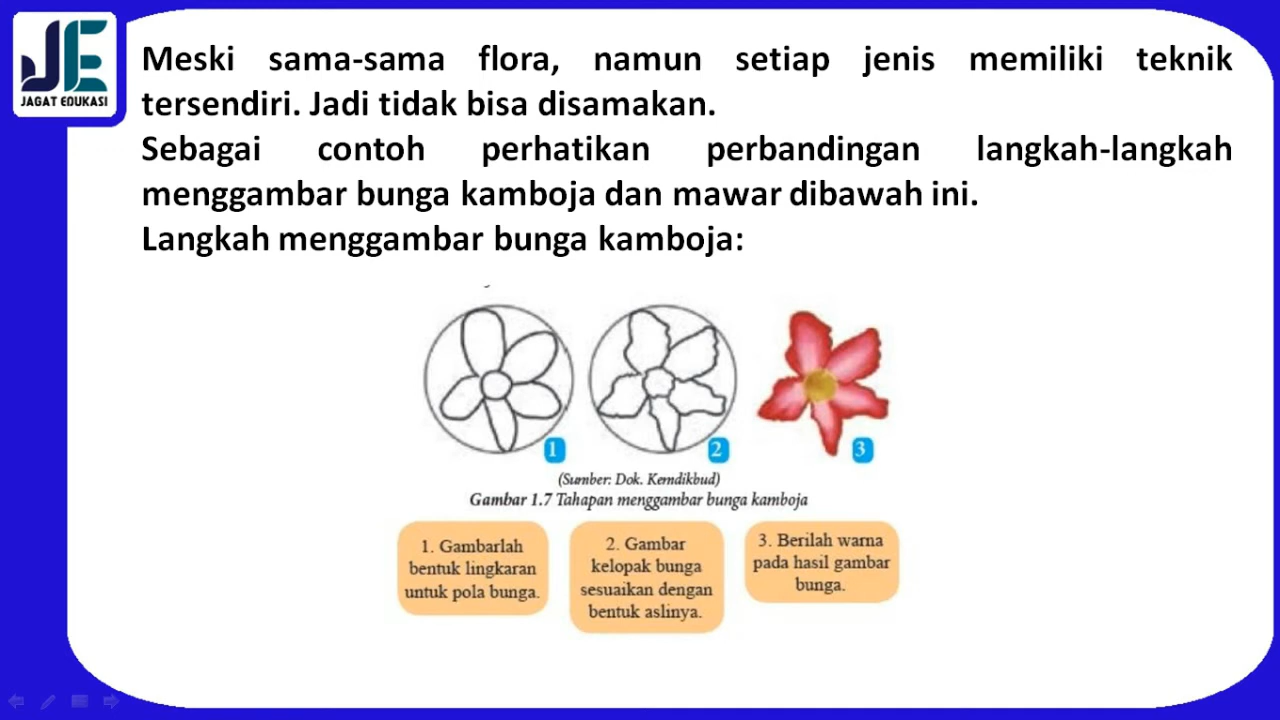 JE
JAGAT EDUKASI
Meski sama-sama flora, namun setiap jenis memiliki teknik
tersendiri. Jadi tidak bisa disamakan.
Sebagai contoh perhatikan perbandingan langkah-langkah
menggambar bunga kamboja dan mawar dibawah ini.
Langkah menggambar bunga kamboja:
1
2
3
(Sumber: Dok. Kemdikbud)
Gambar 1.7 Tahapan menggambar bunga kamboja
1. Gambarlah
bentuk lingkaran
untuk pola bunga.
2. Gambar
kelopak bunga
sesuaikan dengan
bentuk aslinya.
3. Berilah warna
pada hasil gambar
bunga.